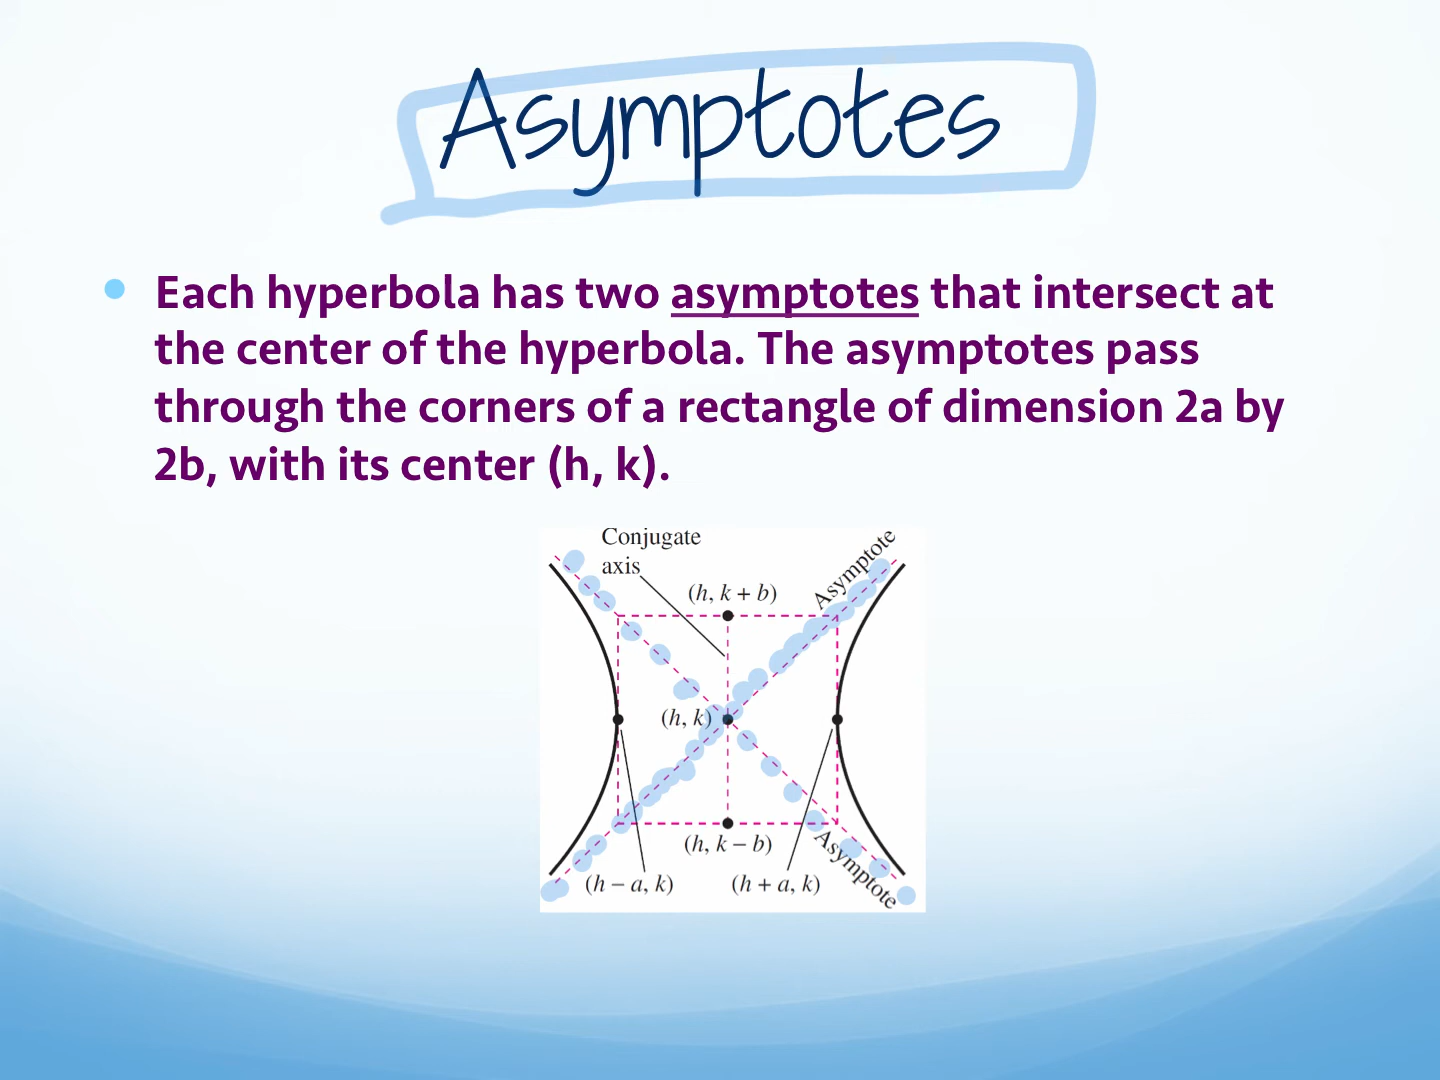 Asymptotes
Each hyperbola has two asymptotes that intersect at
the center of the hyperbola. The asymptotes pass
through the corners of a rectangle of dimension 2a by
2b, with its center (h, k).
Conjugate
axis
Asymptote
(h, k + b)
(h, k)
(h, k − b)
Asymptote
(h − a, k)
(h + a, k)